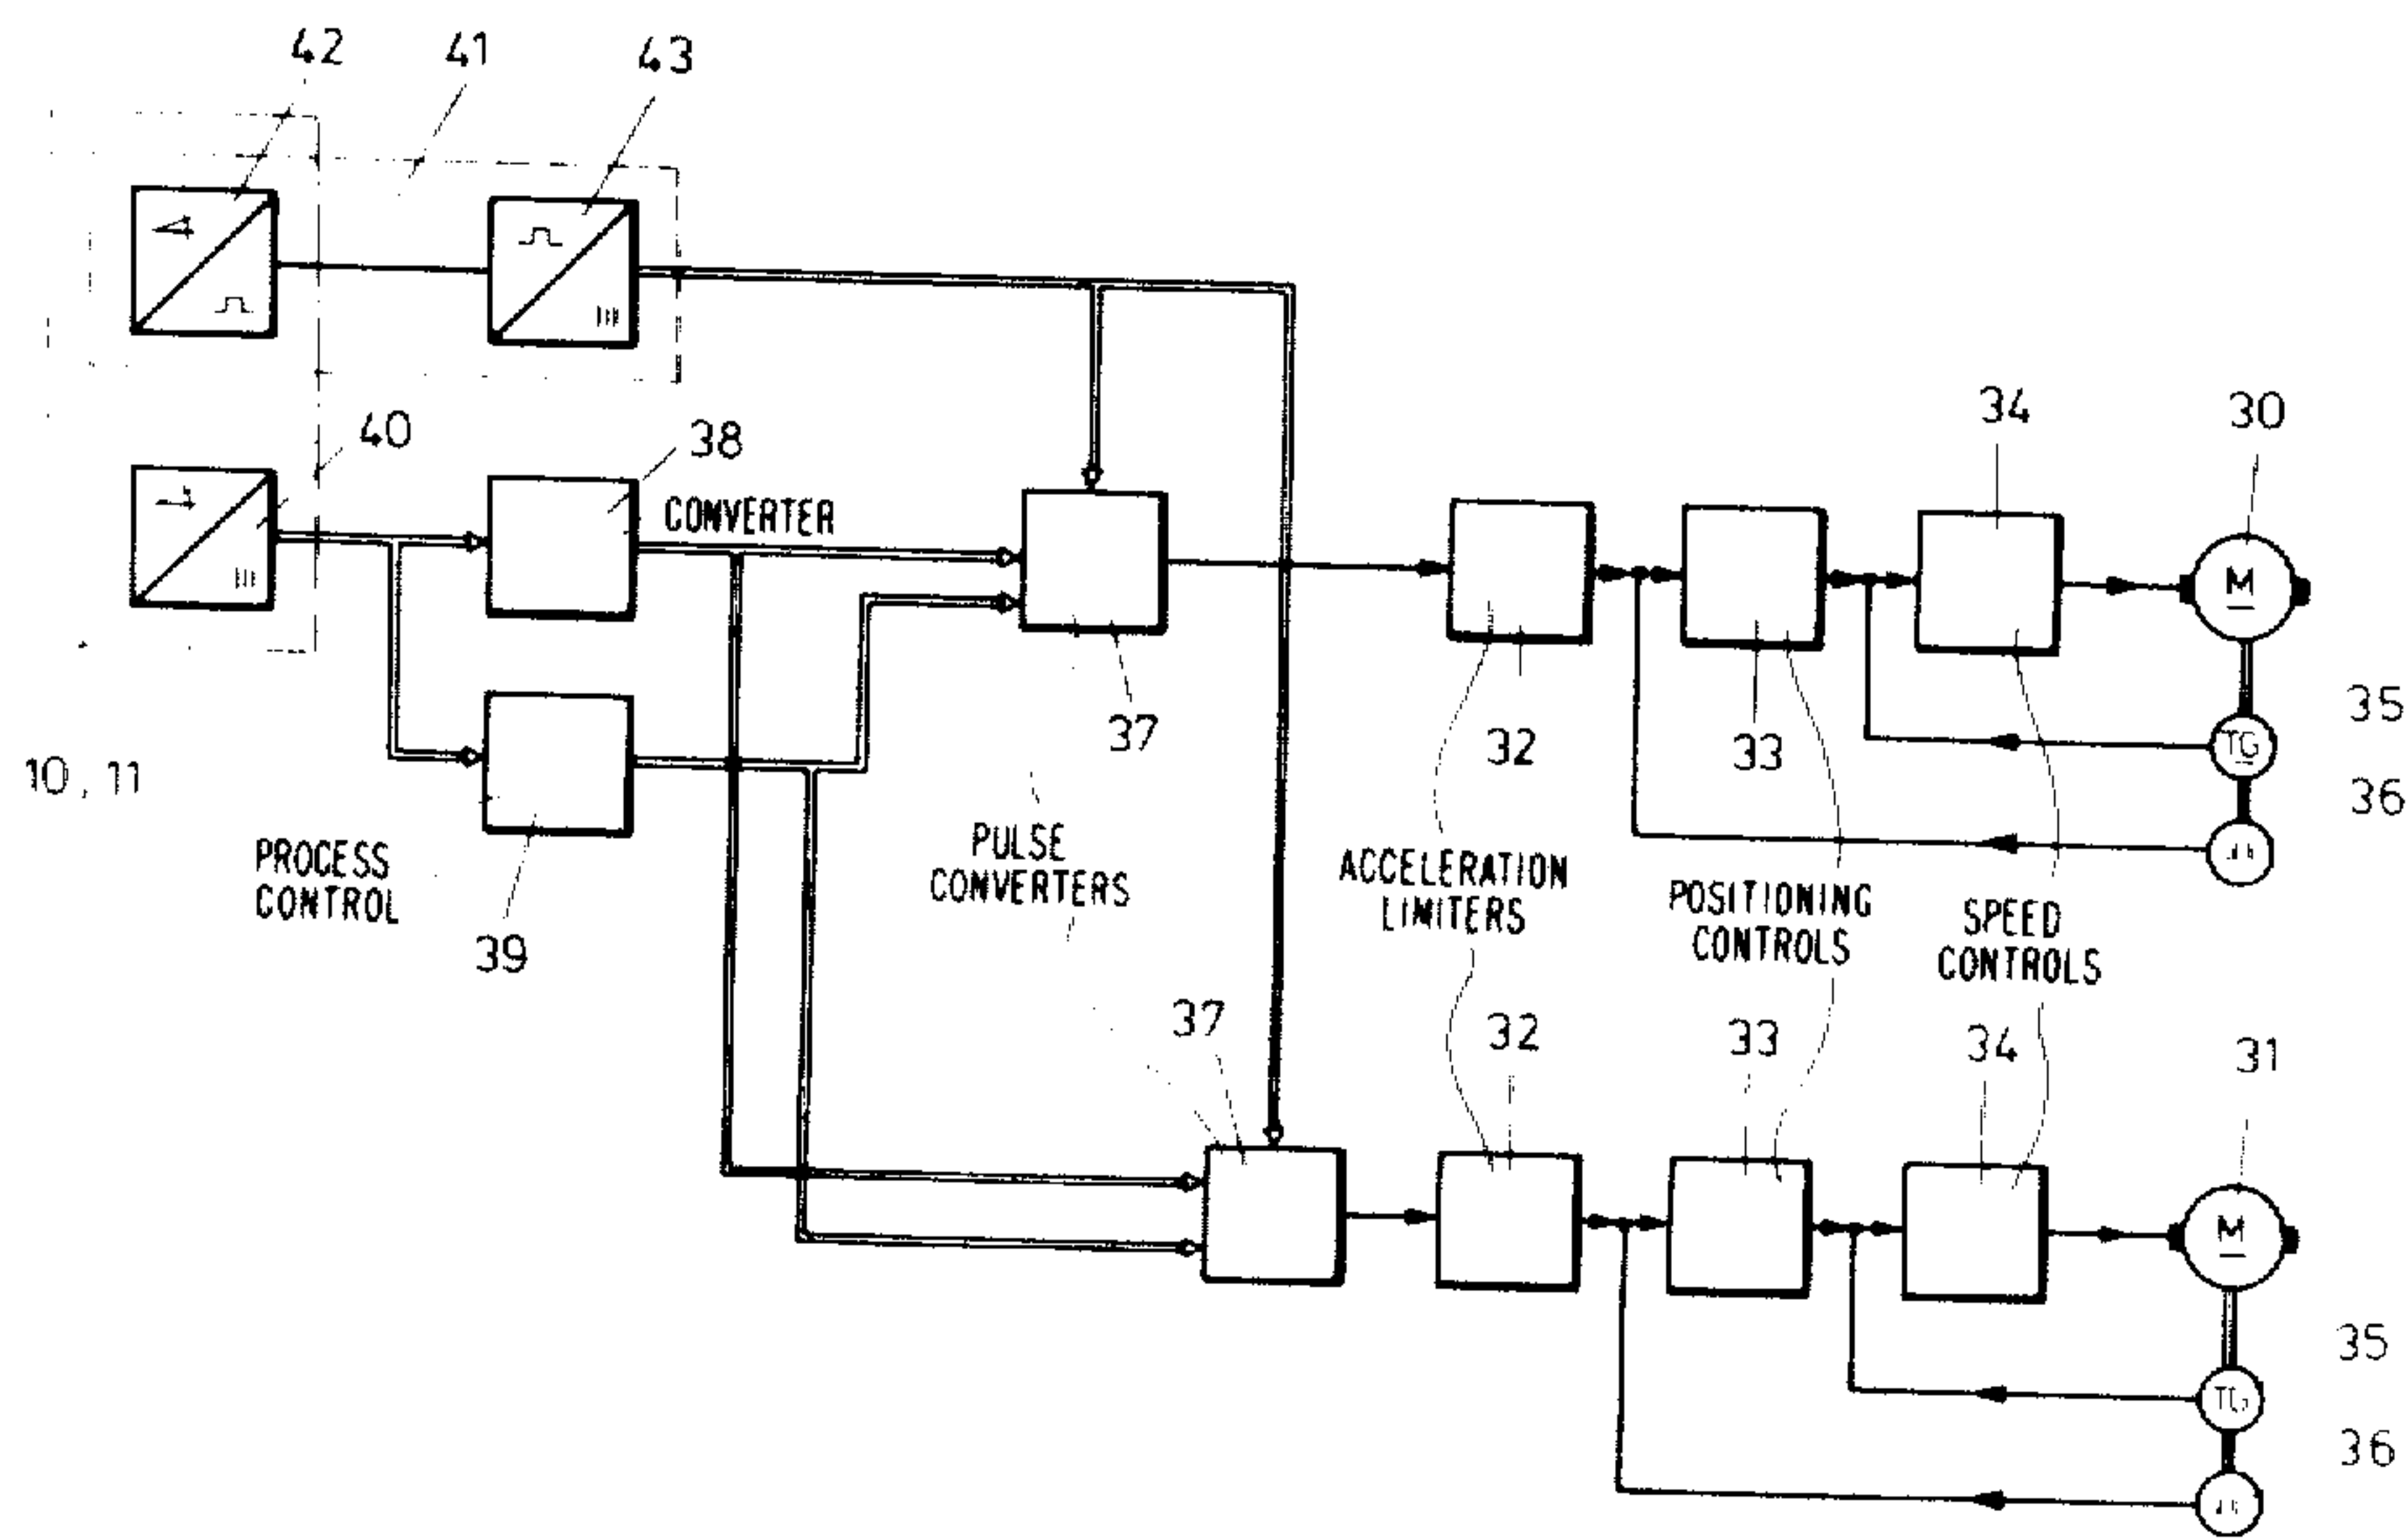 42
41
43
40
38
CONVERTER
34
30
37
32
33
35
36
10, 11
PROCESS
CONTROL
39
PULSE
CONVERTERS
ACCELERATION
LIMITERS
POSITIONING
CONTROLS
SPEED
CONTROLS
M
TG
37
32
33
34
31
M
TG
35
36